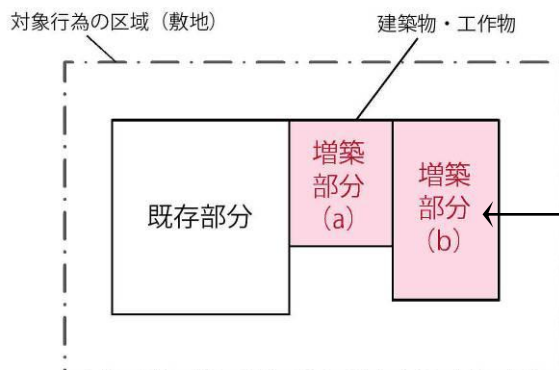 対象行為の区域（敷地）
建築物・工作物
既存部分
増築
部分
（a）
増築
部分
（b）